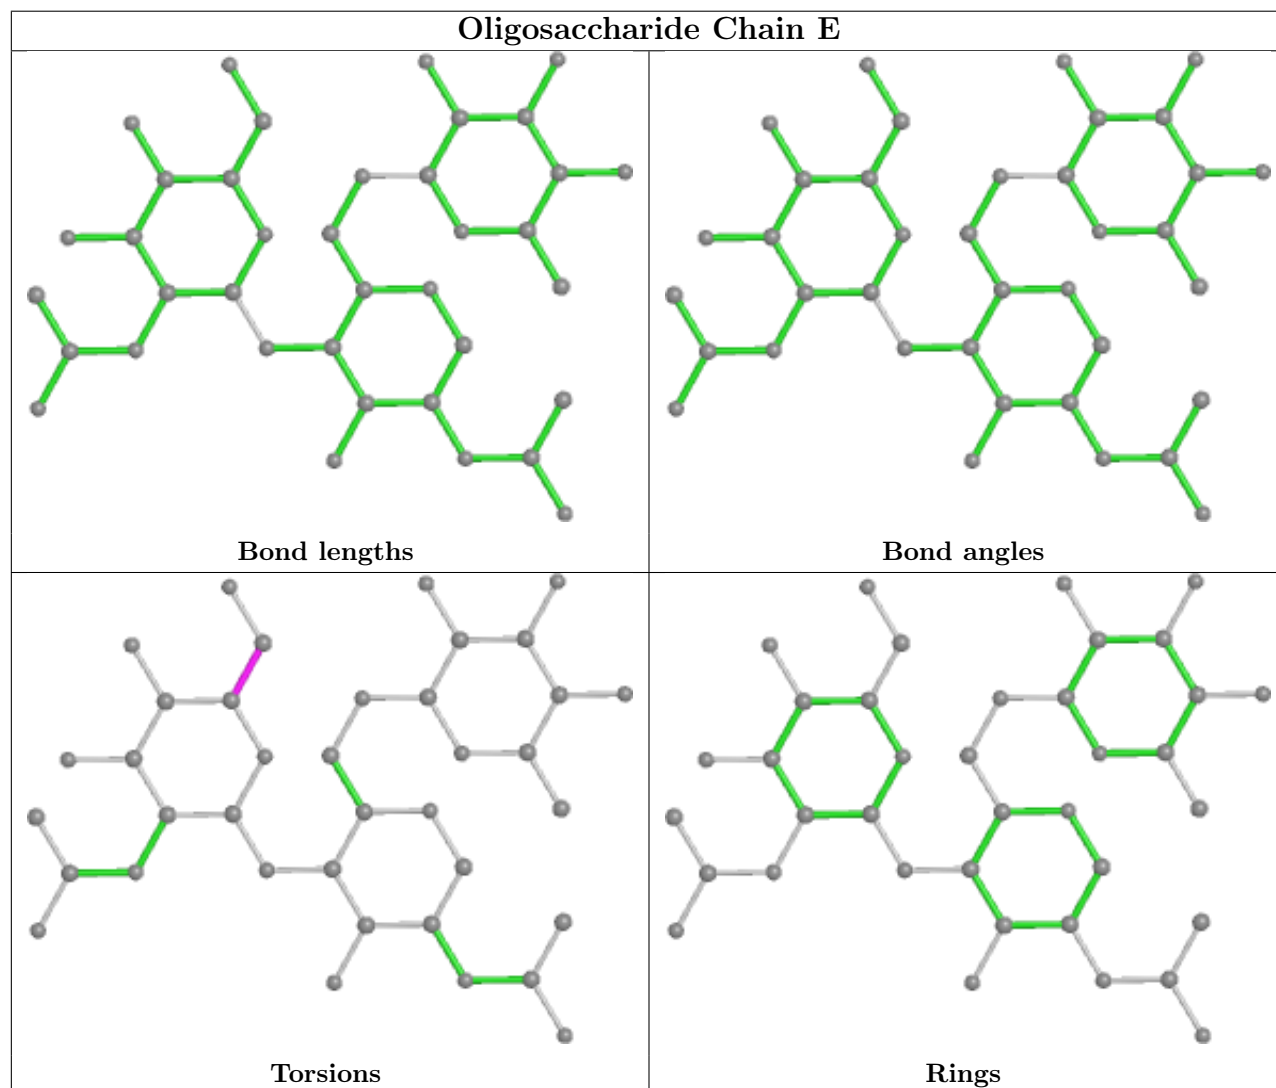 Oligosaccharide Chain E
Bond lengths
Bond angles
Torsions
Rings